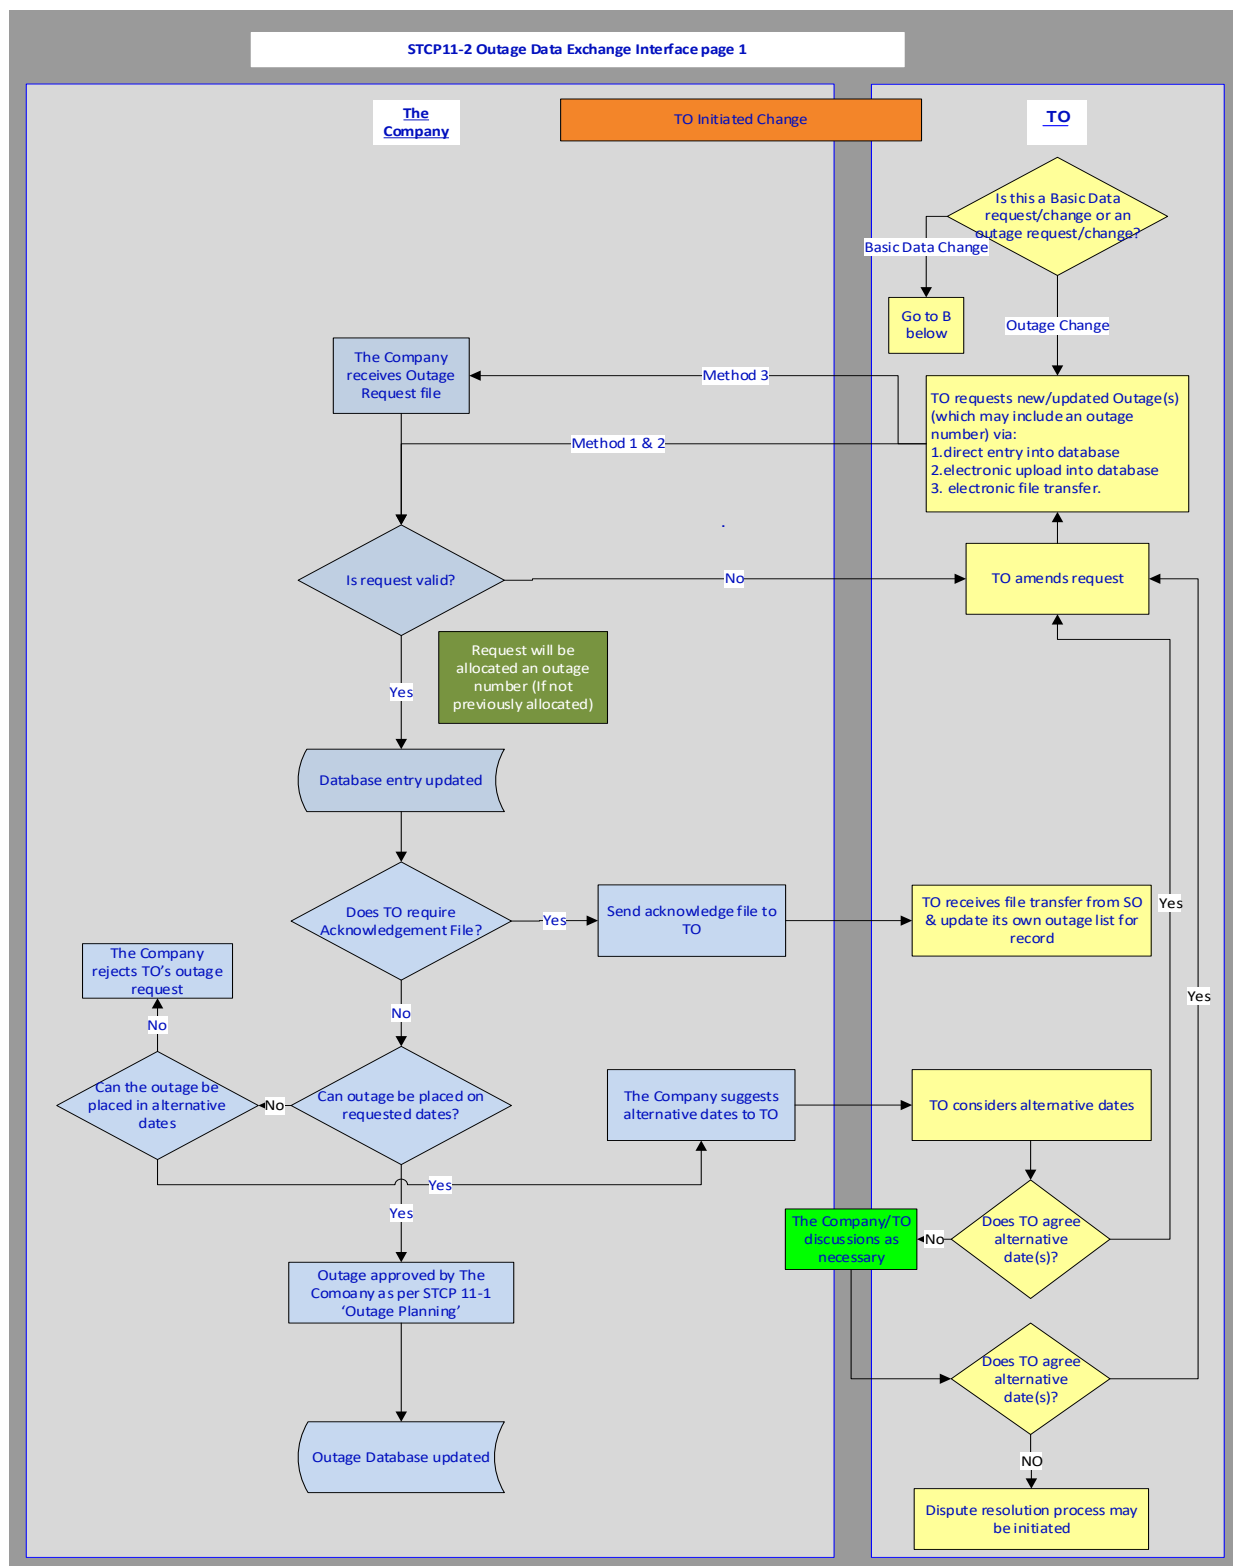 STCP11-2 Outage Data Exchange Interface page 1
The
Company
TO Initiated Change
TO
Is this a Basic Data
request/change or an
outage request/change?
Basic Data Change
Go to B
below
Outage Change
The Company
receives Outage
Request file
Method 3
TO requests new/updated Outage(s)
(which may include an outage
number) via:
1.direct entry into database
2.electronic upload into database
3. electronic file transfer.
Method 1 & 2
Is request valid?
No
TO amends request
Request will be
allocated an outage
number (If not
previously allocated)
Yes
Database entry updated
Does TO require
Acknowledgement File?
Yes
Send acknowledge file to
TO
TO receives file transfer from SO
& update its own outage list for
record
Yes
The Company
rejects TO's outage
request
Yes
No
No
Can the outage be
placed in alternative
dates
No
Can outage be placed on
requested dates?
The Company suggests
alternative dates to TO
TO considers alternative dates
Yes
Yes
The Company/TO
discussions as
necessary
No
Does TO agree
alternative
date(s)?
Outage approved by The
Comoany as per STCP 11-1
‘Outage Planning’
Does TO agree
alternative
date(s)?
Outage Database updated
NO
Dispute resolution process may
be initiated